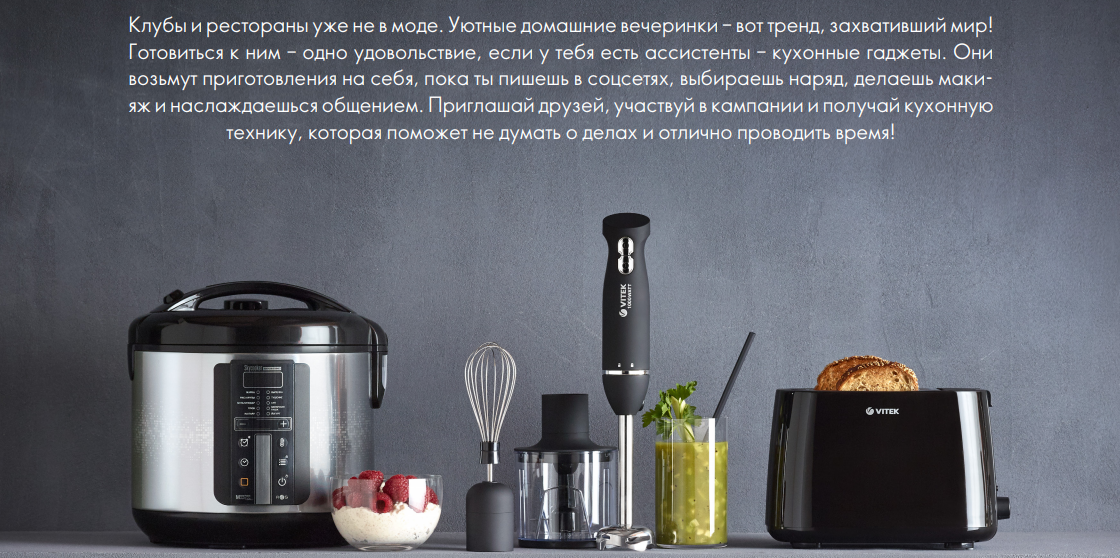 Клубы и рестораны уже не в моде. Уютные домашние вечеринки – вот тренд, захвативший мир!
Готовиться к ним – одно удовольствие, если у тебя есть ассистенты – кухонные гаджеты. Они
возьмут приготовления на себя, пока ты пишешь в соцсетях, выбираешь наряд, делаешь маки-
яж и наслаждаешься общением. Приглашай друзей, участвуй в кампании и получай кухонную
технику, которая поможет не думать о делах и отлично проводить время!
VITEK
VITEK